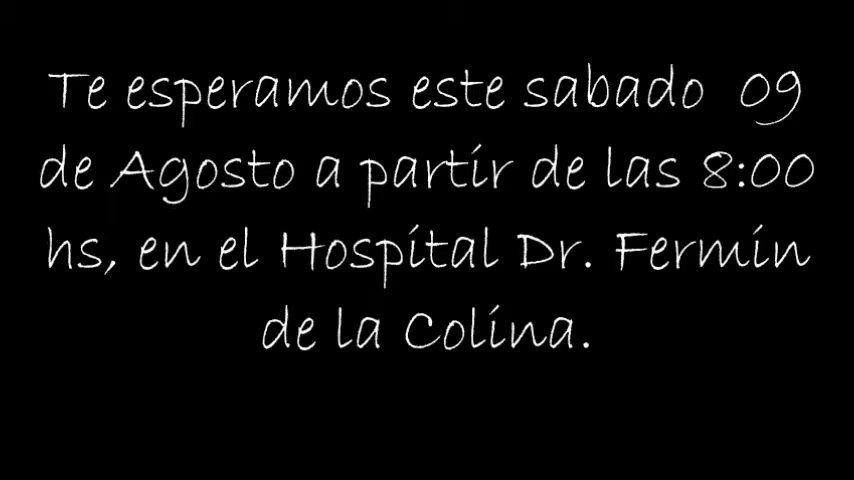 Te esperamos este sabado 09
de Agosto a partir de las 8:00
hs, en el Hospital Dr. Fermin
de la Colina.